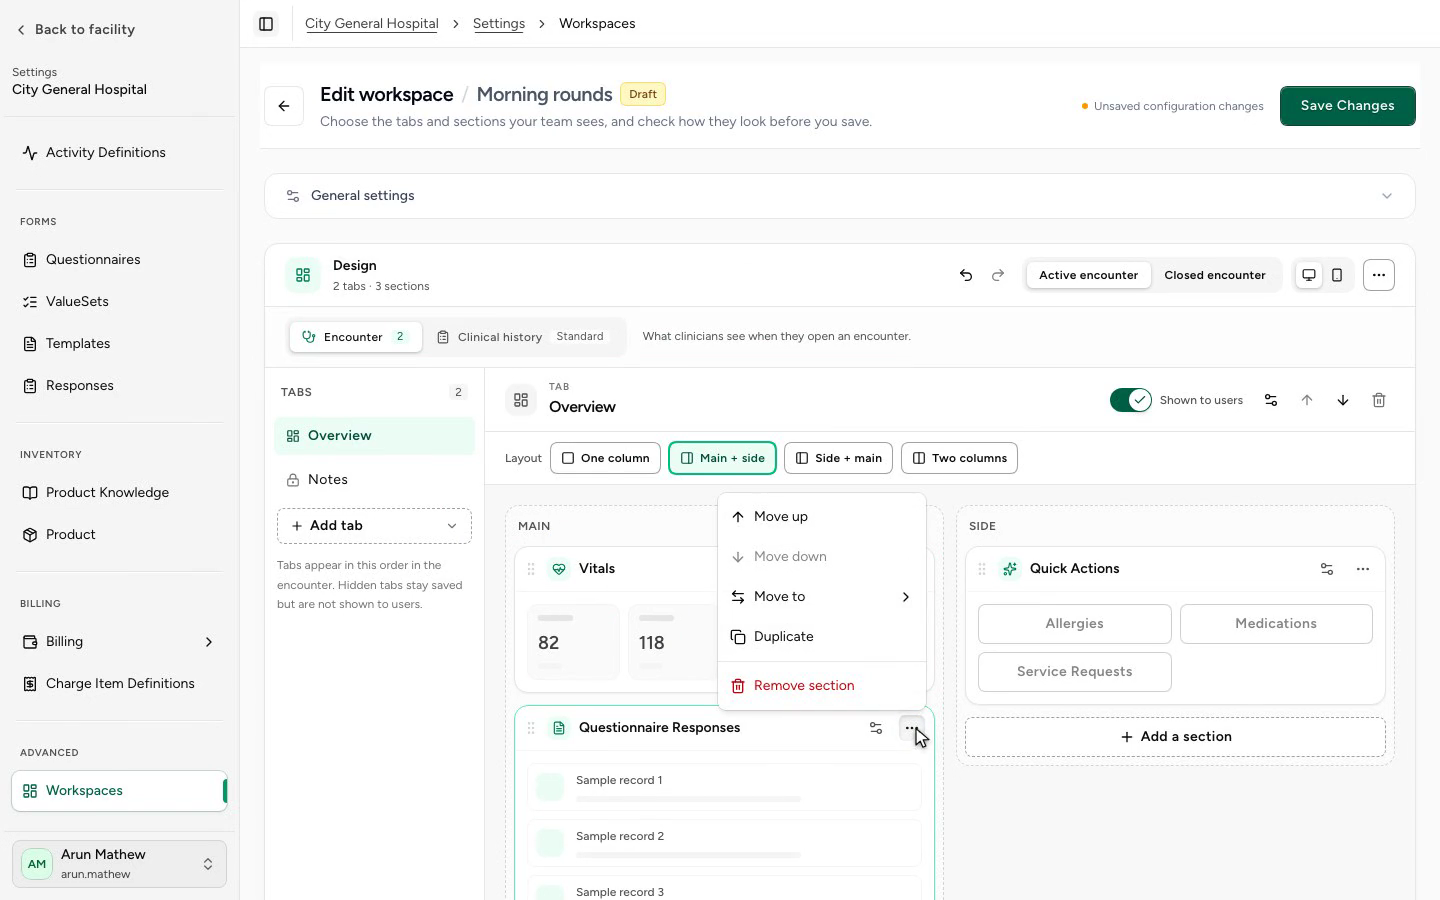 Back to facility
Settings
City General Hospital
Activity Definitions
FORMS
Questionnaires
ValueSets
Templates
Responses
INVENTORY
Product Knowledge
Product
BILLING
Billing
Charge Item Definitions
ADVANCED
Workspaces
AM
Arun Mathew
arun.mathew
City General Hospital > Settings > Workspaces
Edit workspace / Morning rounds Draft
Choose the tabs and sections your team sees, and check how they look before you save.
Unsaved configuration changes
Save Changes
General settings
Design
2 tabs · 3 sections
Active encounter Closed encounter
Encounter 2 Clinical history Standard What clinicians see when they open an encounter.
TABS 2
Overview
Notes
Add tab
Tabs appear in this order in the
encounter. Hidden tabs stay saved
but are not shown to users.
TAB
Overview
Shown to users
Layout One column Main + side Side + main Two columns
MAIN
Vitals
82 118
Move up
Move down
Move to
Duplicate
Remove section
Questionnaire Responses
Sample record 1
Sample record 2
Sample record 3
SIDE
Quick Actions
Allergies Medications
Service Requests
Add a section